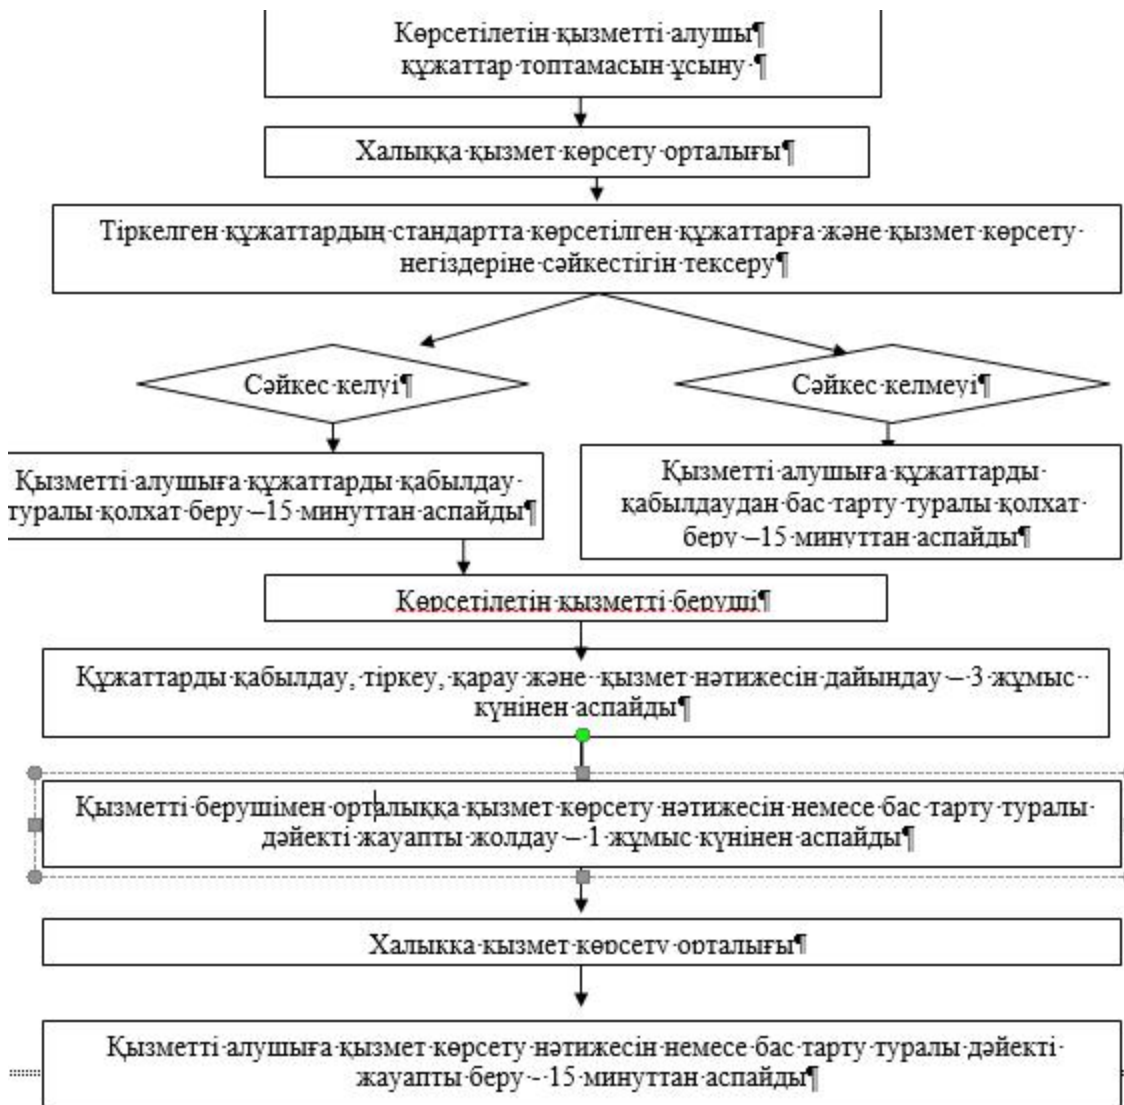 Көрсетілетін қызметті алушы
құжаттар топтамасын ұсыну
Халыққа қызмет көрсету орталығы
Тіркелген құжаттардың стандартта көрсетілген құжаттарға және қызмет көрсету
негіздеріне сәйкестігін тексеру
Сәйкес келуі
Сәйкес келмеуі
Қызметті алушыға құжаттарды қабылдау
туралы қолхат беру –15 минуттан аспайды
Қызметті алушыға құжаттарды
қабылдаудан бас тарту туралы қолхат
беру –15 минуттан аспайды
Көрсетілетін қызметті беруші
Құжаттарды қабылдау, тіркеу, қарау және қызмет нәтижесін дайындау – 3 жұмыс
күнінен аспайды
Қызметті берушімен орталыққа қызмет көрсету нәтижесін немесе бас тарту туралы
дәйекті жауапты жолдау – 1 жұмыс күнінен аспайды
Халыққа қызмет көрсету орталығы
Қызметті алушыға қызмет көрсету нәтижесін немесе бас тарту туралы дәйекті
жауапты беру - 15 минуттан аспайды